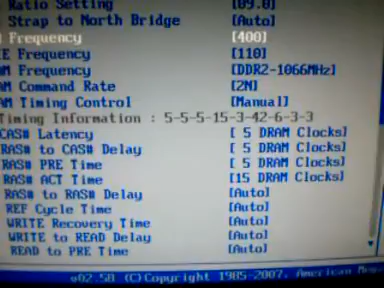 Ratio Setting [09.0]
Strap to North Bridge [Auto]
Frequency [400]
E Frequency [110]
M Frequency [DDR2-1066MHz]
AM Command Rate [2N]
AM Timing Control [Manual]
Timing Information : 5-5-5-15-3-42-6-3-3
CAS# Latency [ 5 DRAM Clocks]
RAS# to CAS# Delay [ 5 DRAM Clocks]
RAS# PRE Time [ 5 DRAM Clocks]
RAS# ACT Time [15 DRAM Clocks]
RAS# to RAS# Delay [Auto]
REF Cycle Time [Auto]
WRITE Recovery Time [Auto]
WRITE to READ Delay [Auto]
READ to PRE Time [Auto]
v02.58 (C)Copyright 1985-2007, American Meg